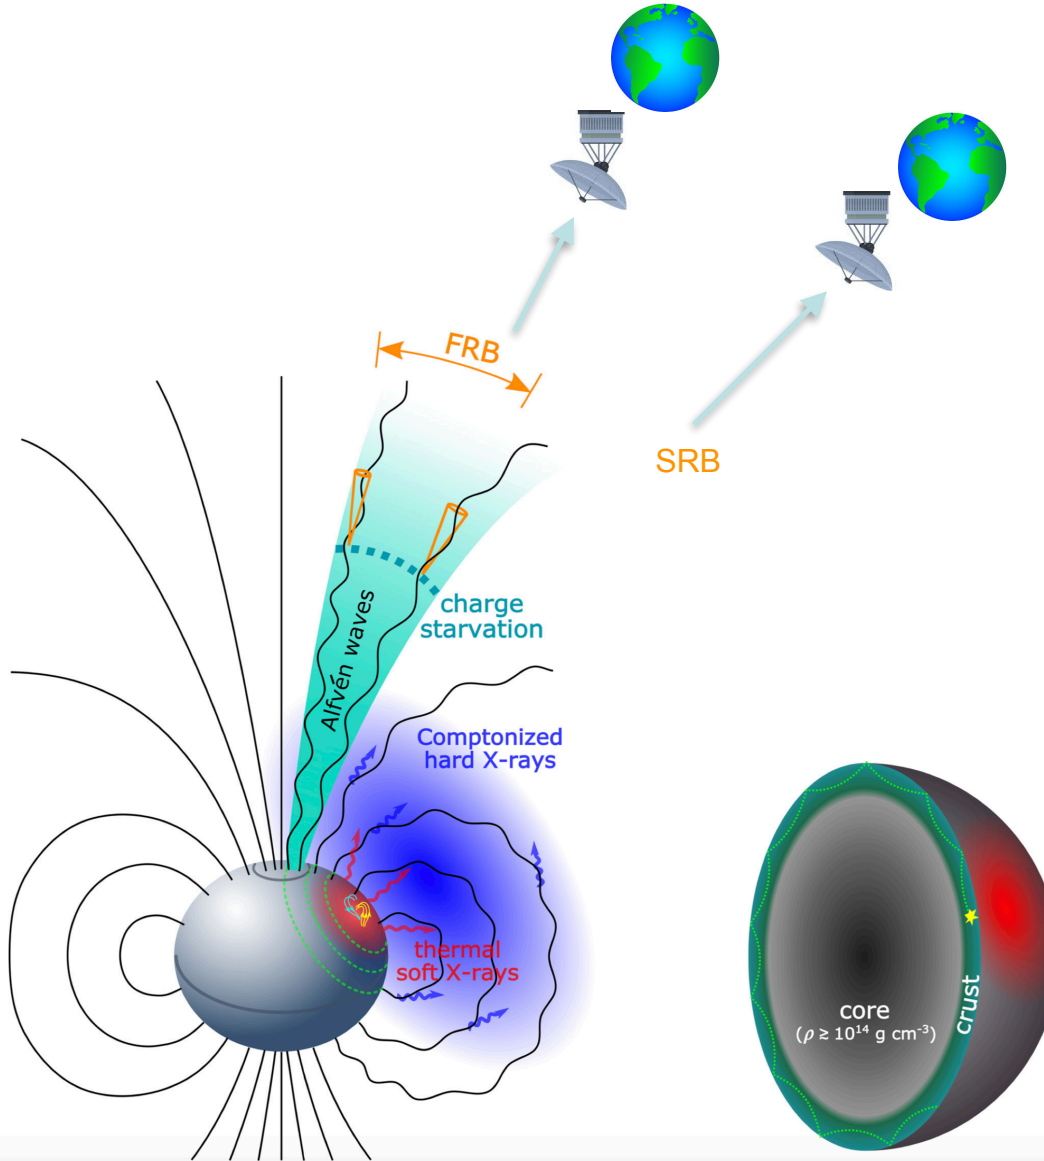 FRB
SRB
charge
starvation
Alfvén waves
Comptonized
hard X-rays
thermal
soft X-rays
core
(ρ ≥ 10¹⁴ g cm⁻³)
crust